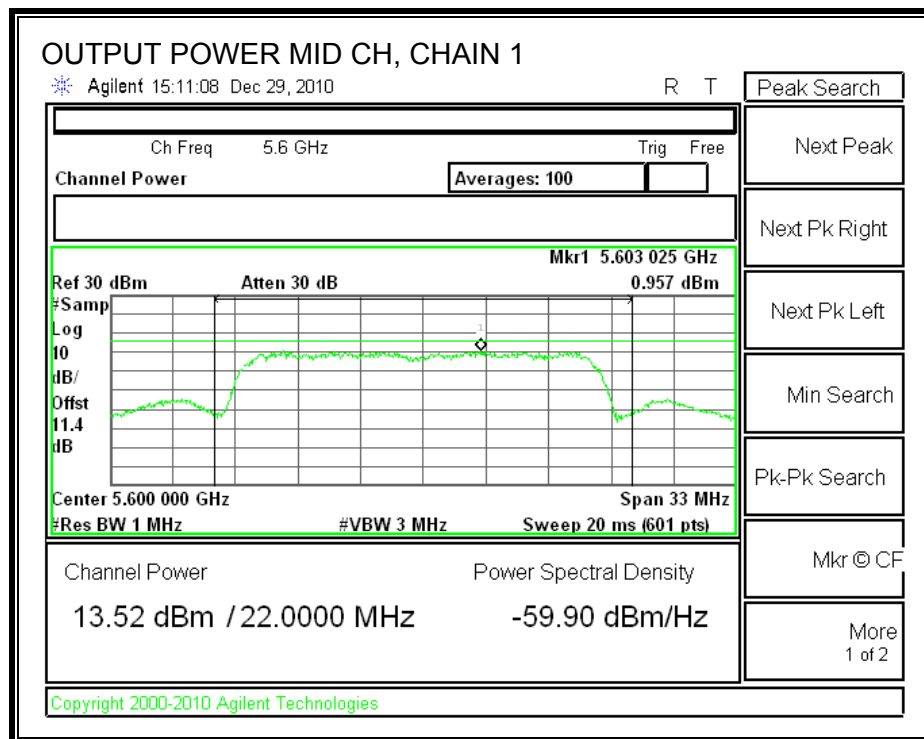 OUTPUT POWER MID CH, CHAIN 1
Agilent 15:11:08 Dec 29, 2010 R T
Peak Search
Ch Freq 5.6 GHz Trig Free
Next Peak
Channel Power Averages: 100
Next Pk Right
Mkr1 5.603 025 GHz
Ref 30 dBm Atten 30 dB 0.957 dBm
#Samp
Log
10
dB/
Offst
11.4
dB
1
Next Pk Left
Min Search
Pk-Pk Search
Center 5.600 000 GHz Span 33 MHz
#Res BW 1 MHz #VBW 3 MHz Sweep 20 ms (601 pts)
Mkr © CF
Channel Power Power Spectral Density
13.52 dBm / 22.0000 MHz -59.90 dBm/Hz
More
1 of 2
Copyright 2000-2010 Agilent Technologies